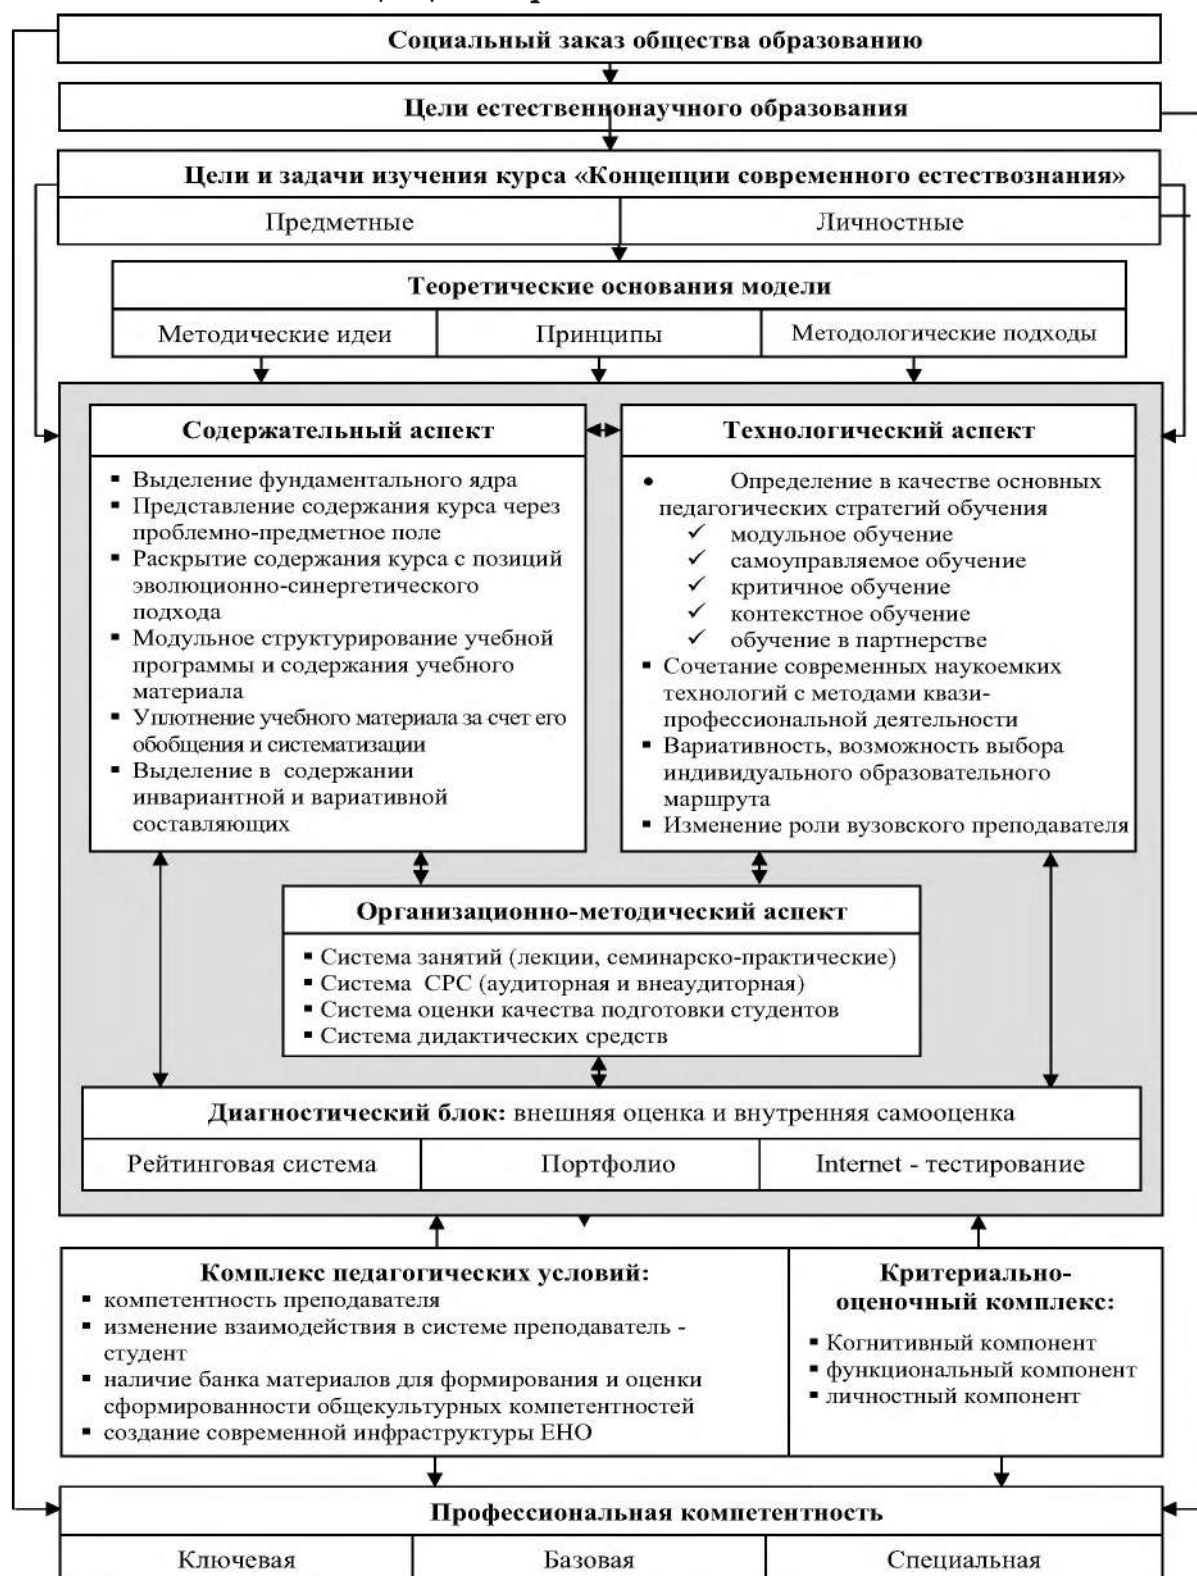 Социальный заказ общества образованию
Цели естественнонаучного образования
Цели и задачи изучения курса «Концепции современного естествознания»
Предметные
Личностные
Теоретические основания модели
Методические идеи
Принципы
Методологические подходы
Содержательный аспект
▪ Выделение фундаментального ядра
▪ Представление содержания курса через
проблемно-предметное поле
▪ Раскрытие содержания курса с позиций
эволюционно-синергетического
подхода
▪ Модульное структурирование учебной
программы и содержания учебного
материала
▪ Уплотнение учебного материала за счет его
обобщения и систематизации
▪ Выделение в содержании
инвариантной и вариативной
составляющих
Технологический аспект
• Определение в качестве основных
педагогических стратегий обучения
✓ модульное обучение
✓ самоуправляемое обучение
✓ критичное обучение
✓ контекстное обучение
✓ обучение в партнерстве
▪ Сочетание современных наукоемких
технологий с методами квази-
профессиональной деятельности
▪ Вариативность, возможность выбора
индивидуального образовательного
маршрута
▪ Изменение роли вузовского преподавателя
Организационно-методический аспект
▪ Система занятий (лекции, семинарско-практические)
▪ Система СРС (аудиторная и внеаудиторная)
▪ Система оценки качества подготовки студентов
▪ Система дидактических средств
Диагностический блок: внешняя оценка и внутренняя самооценка
Рейтинговая система
Портфолио
Internet - тестирование
Комплекс педагогических условий:
▪ компетентность преподавателя
▪ изменение взаимодействия в системе преподаватель -
студент
▪ наличие банка материалов для формирования и оценки
сформированности общекультурных компетентностей
▪ создание современной инфраструктуры ЕНО
Критериально-
оценочный комплекс:
▪ Когнитивный компонент
▪ функциональный компонент
▪ личностный компонент
Профессиональная компетентность
Ключевая
Базовая
Специальная